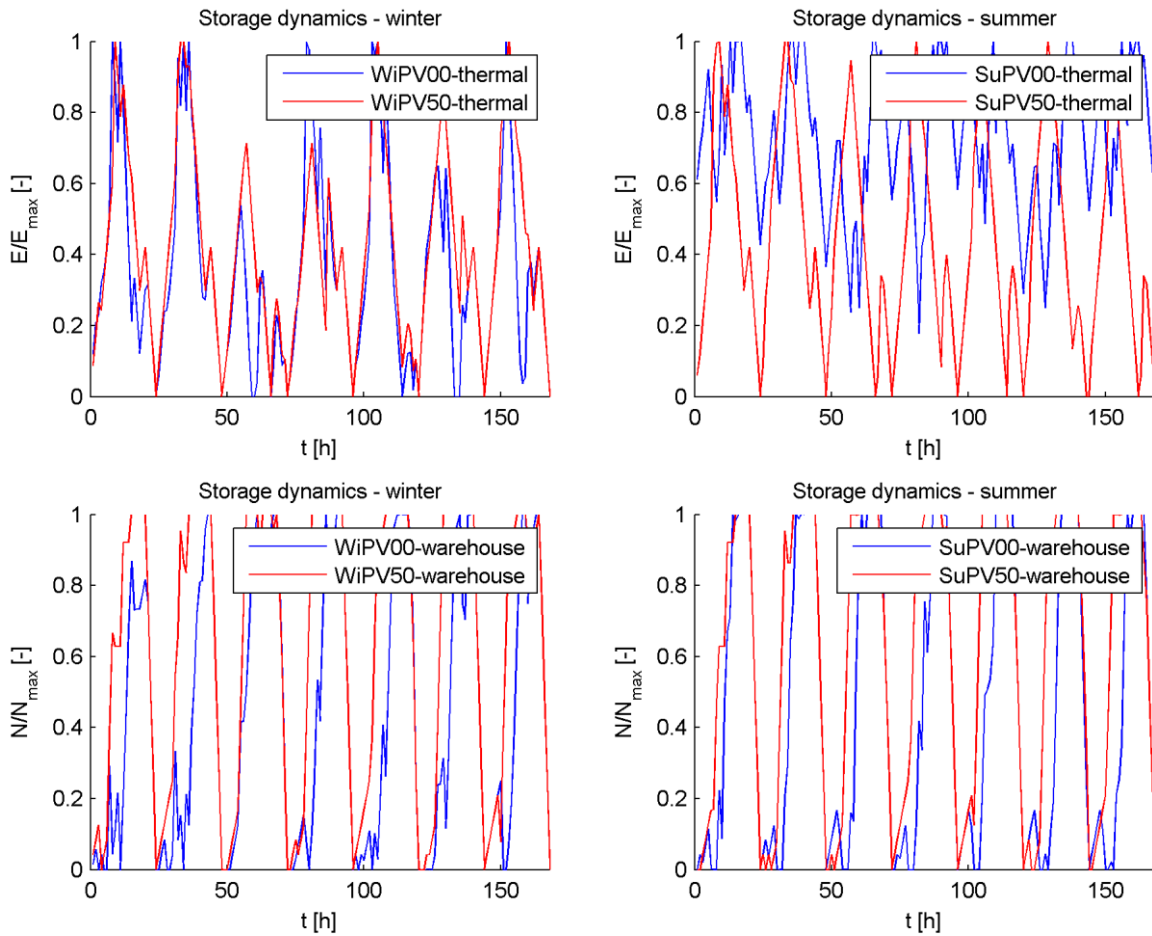 Storage dynamics - winter
E/E_max [-]
1
0.8
0.6
0.4
0.2
0
0
50
100
150
t [h]
WiPV00-thermal
WiPV50-thermal
Storage dynamics - summer
E/E_max [-]
1
0.8
0.6
0.4
0.2
0
0
50
100
150
t [h]
SuPV00-thermal
SuPV50-thermal
Storage dynamics - winter
N/N_max [-]
1
0.8
0.6
0.4
0.2
0
0
50
100
150
t [h]
WiPV00-warehouse
WiPV50-warehouse
Storage dynamics - summer
N/N_max [-]
1
0.8
0.6
0.4
0.2
0
0
50
100
150
t [h]
SuPV00-warehouse
SuPV50-warehouse